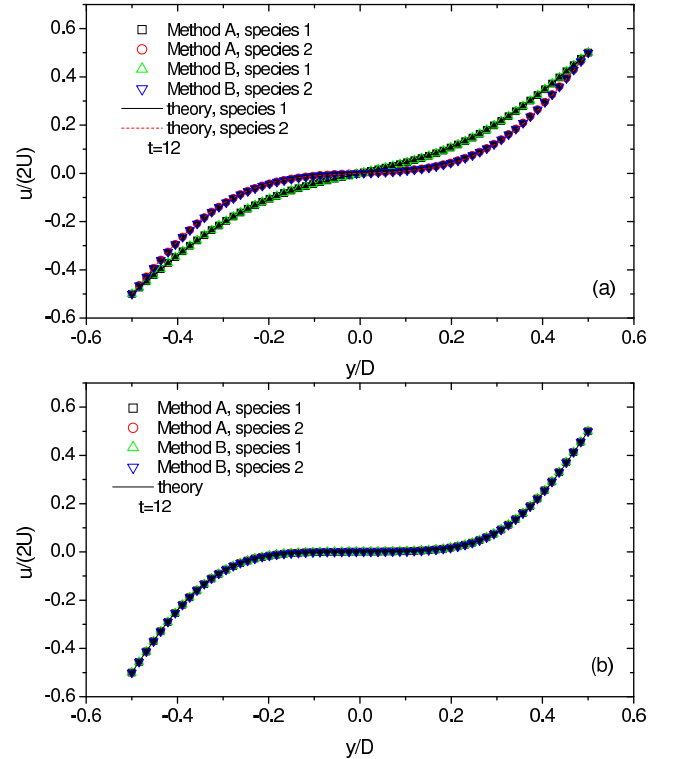 Method A, species 1
Method A, species 2
Method B, species 1
Method B, species 2
theory, species 1
theory, species 2
t=12
0.6
0.4
0.2
0.0
-0.2
-0.4
-0.6
u/(2U)
(a)
-0.6 -0.4 -0.2 0.0 0.2 0.4 0.6
y/D
Method A, species 1
Method A, species 2
Method B, species 1
Method B, species 2
theory
t=12
0.6
0.4
0.2
0.0
-0.2
-0.4
-0.6
u/(2U)
(b)
-0.6 -0.4 -0.2 0.0 0.2 0.4 0.6
y/D